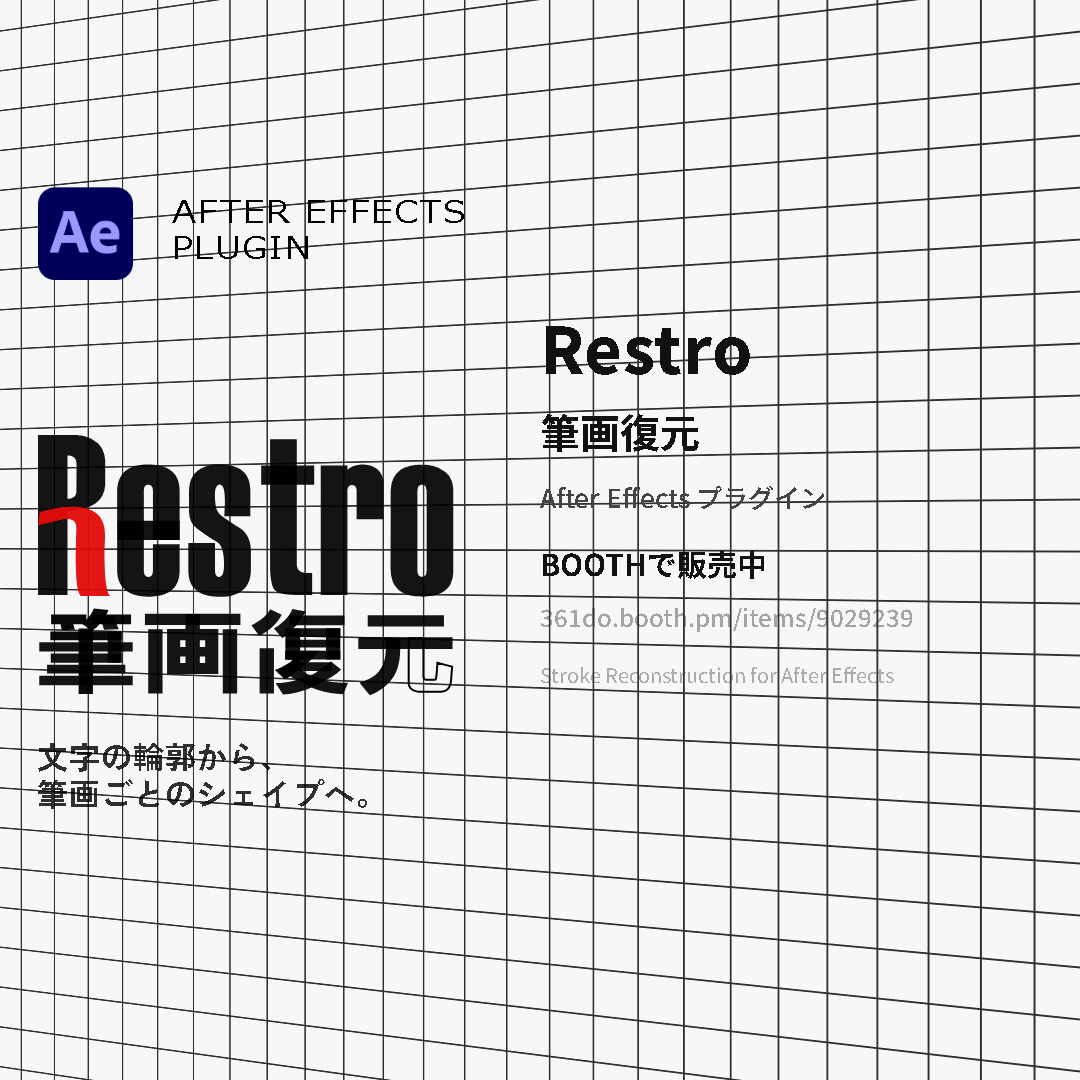 Ae
AFTER EFFECTS
PLUGIN
Restro
筆画復元
文字の輪郭から、
筆画ごとのシェイプへ。
Restro
筆画復元
After Effects プラグイン
BOOTHで販売中
361do.booth.pm/items/9029239
Stroke Reconstruction for After Effects